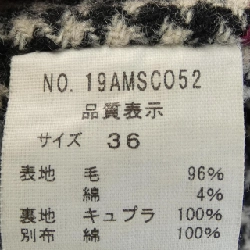 NO. 19AMSCO52
品質表示
サイズ 36
表地 毛 96%
綿 4%
裏地 キュプラ 100%
別布 綿 100%